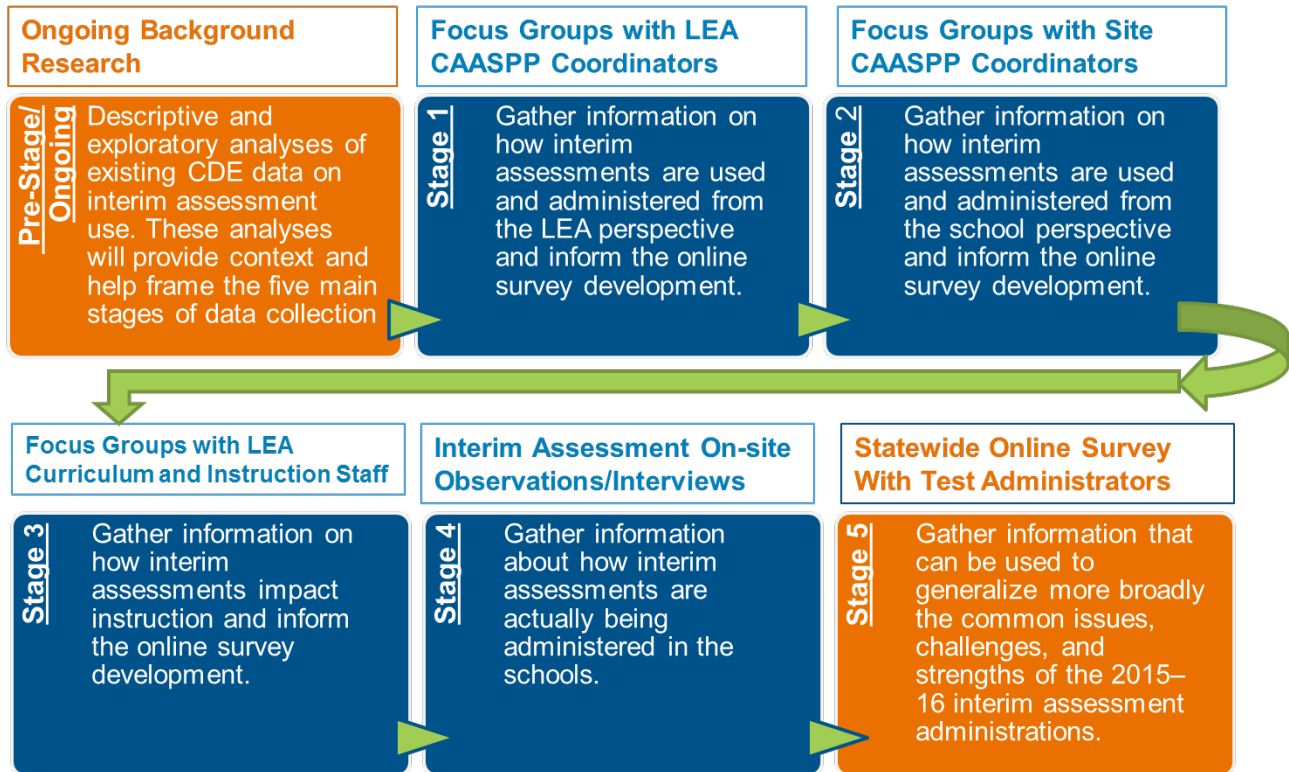 Ongoing Background
Research
Pre-Stage/
Ongoing
Descriptive and
exploratory analyses of
existing CDE data on
interim assessment
use. These analyses
will provide context and
help frame the five main
stages of data collection
Focus Groups with LEA
CAASPP Coordinators
Stage 1
Gather information on
how interim
assessments are used
and administered from
the LEA perspective
and inform the online
survey development.
Focus Groups with Site
CAASPP Coordinators
Stage 2
Gather information on
how interim
assessments are used
and administered from
the school perspective
and inform the online
survey development.
Focus Groups with LEA
Curriculum and Instruction Staff
Stage 3
Gather information on
how interim
assessments impact
instruction and inform
the online survey
development.
Interim Assessment On-site
Observations/Interviews
Stage 4
Gather information
about how interim
assessments are
actually being
administered in the
schools.
Statewide Online Survey
With Test Administrators
Stage 5
Gather information that
can be used to
generalize more broadly
the common issues,
challenges, and
strengths of the 2015–
16 interim assessment
administrations.